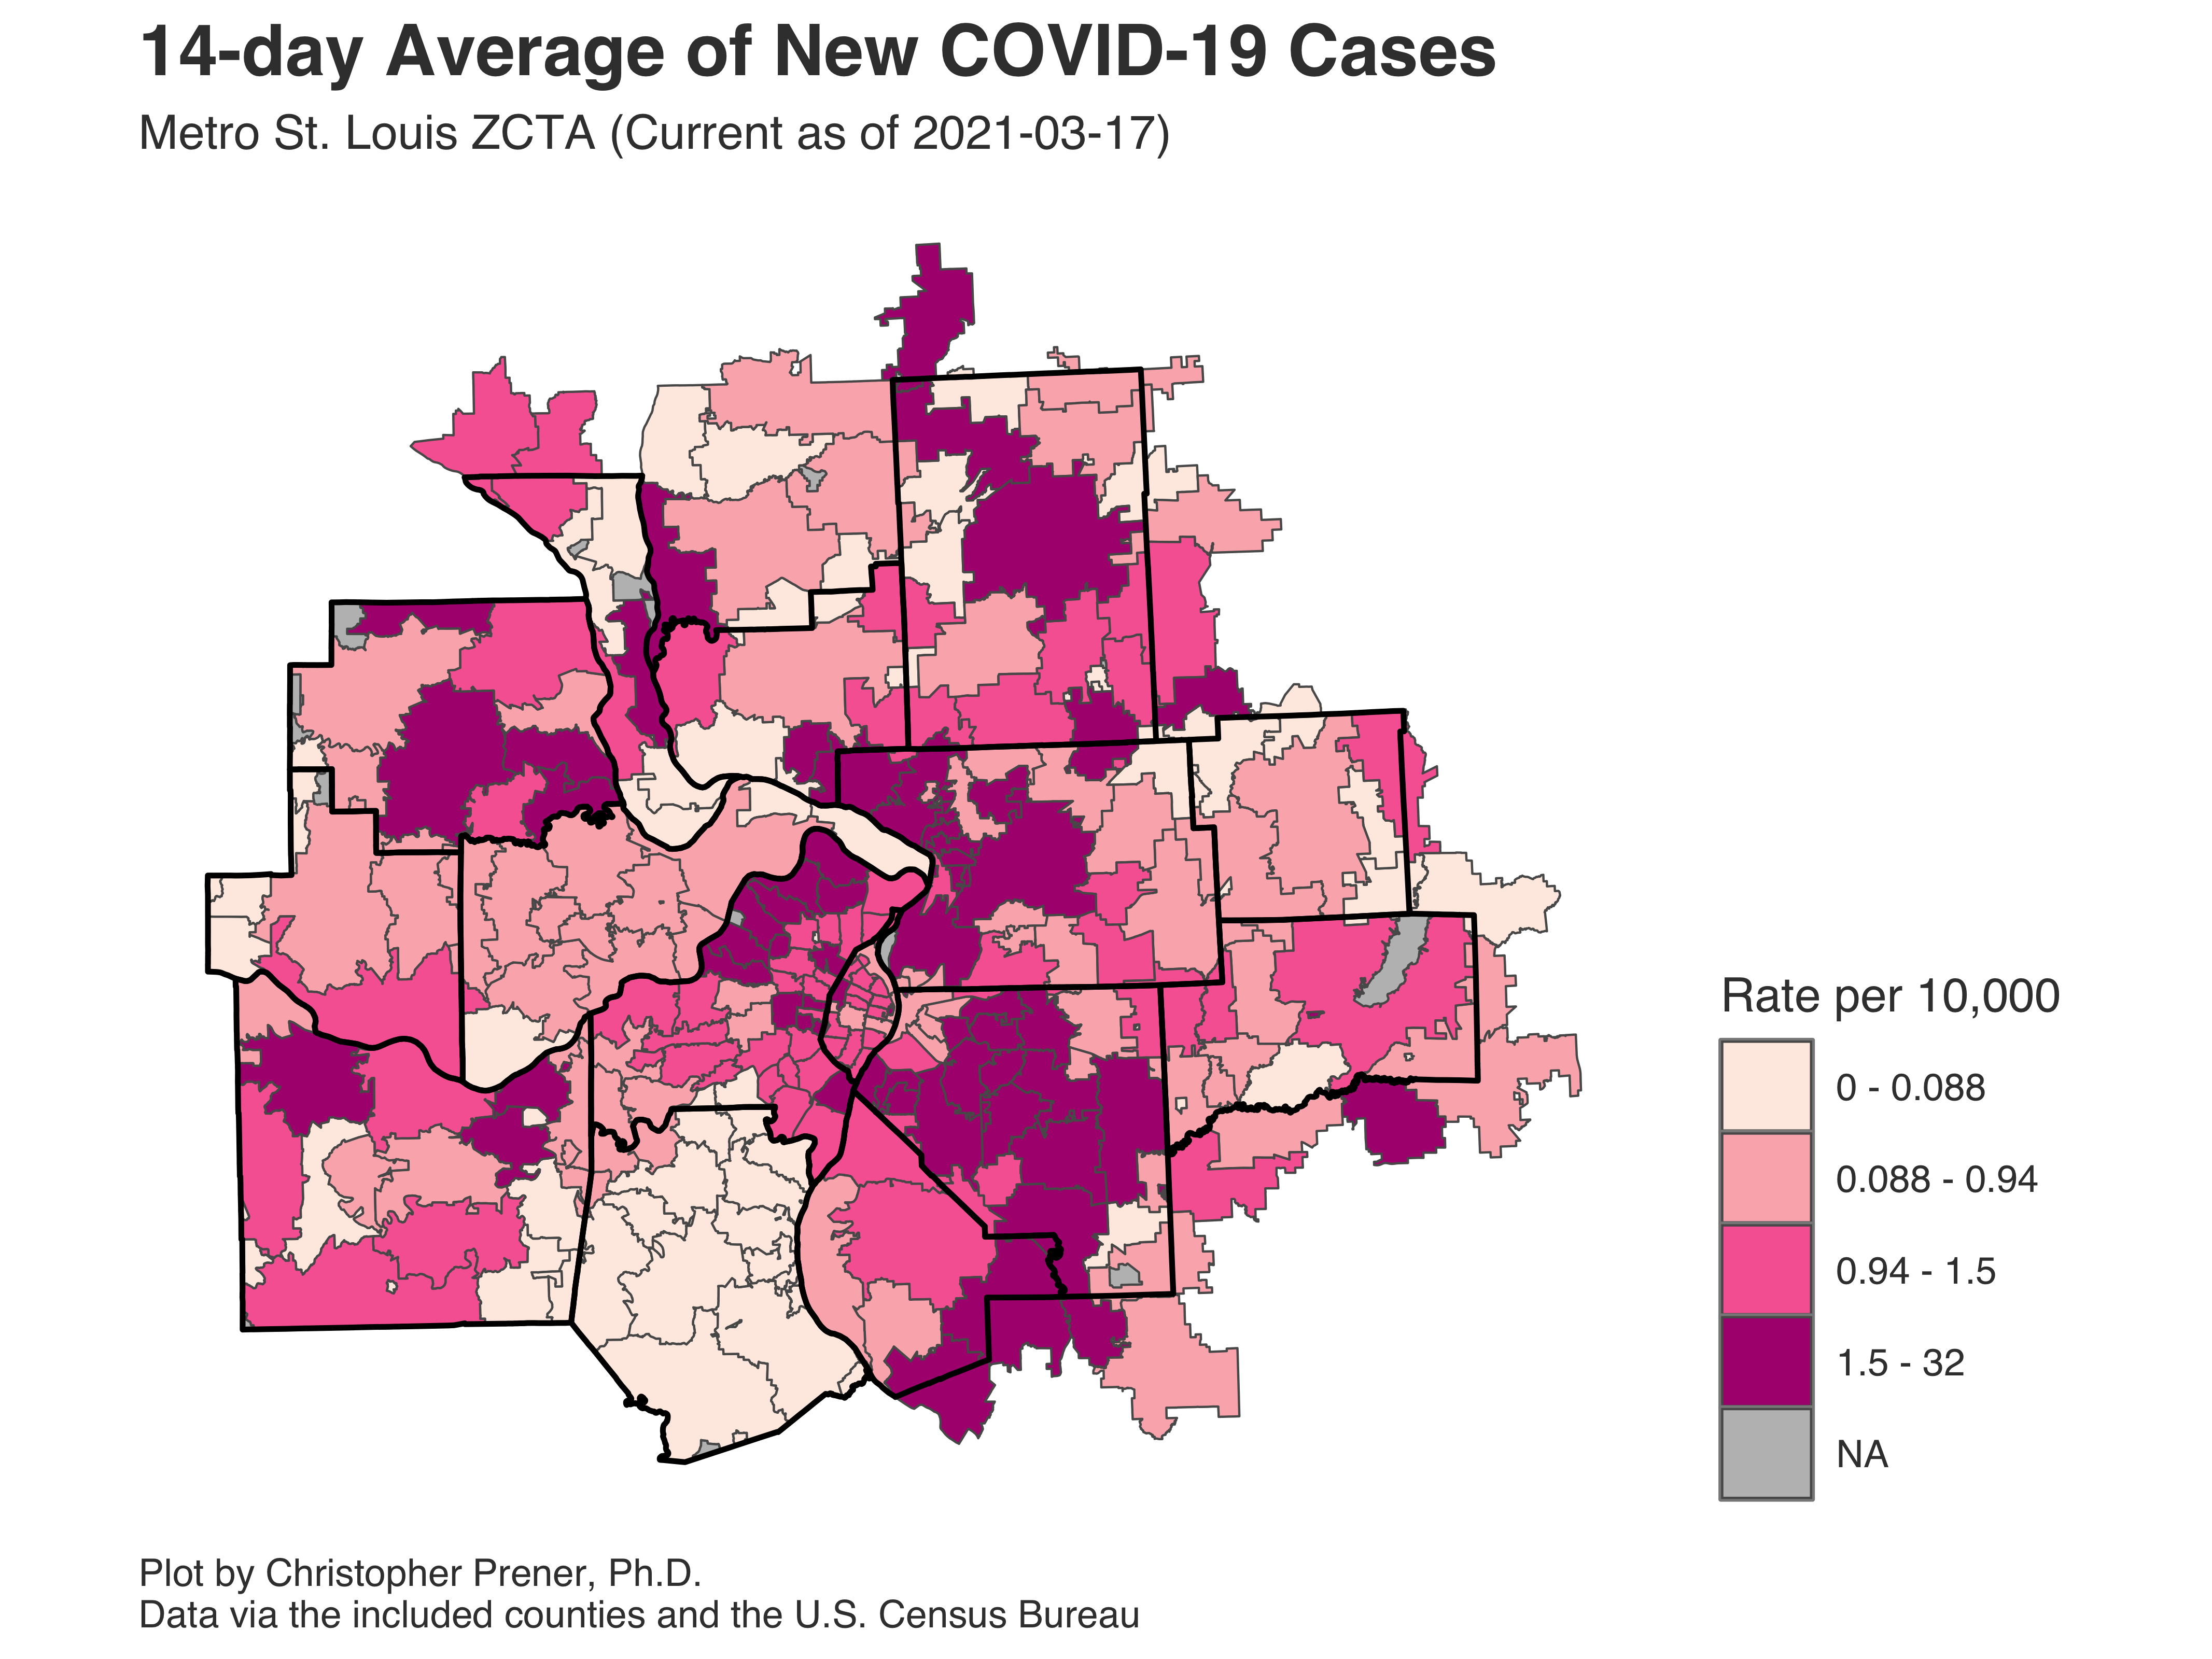 14-day Average of New COVID-19 Cases
Metro St. Louis ZCTA (Current as of 2021-03-17)
Rate per 10,000
0 - 0.088
0.088 - 0.94
0.94 - 1.5
1.5 - 32
NA
Plot by Christopher Prener, Ph.D.
Data via the included counties and the U.S. Census Bureau